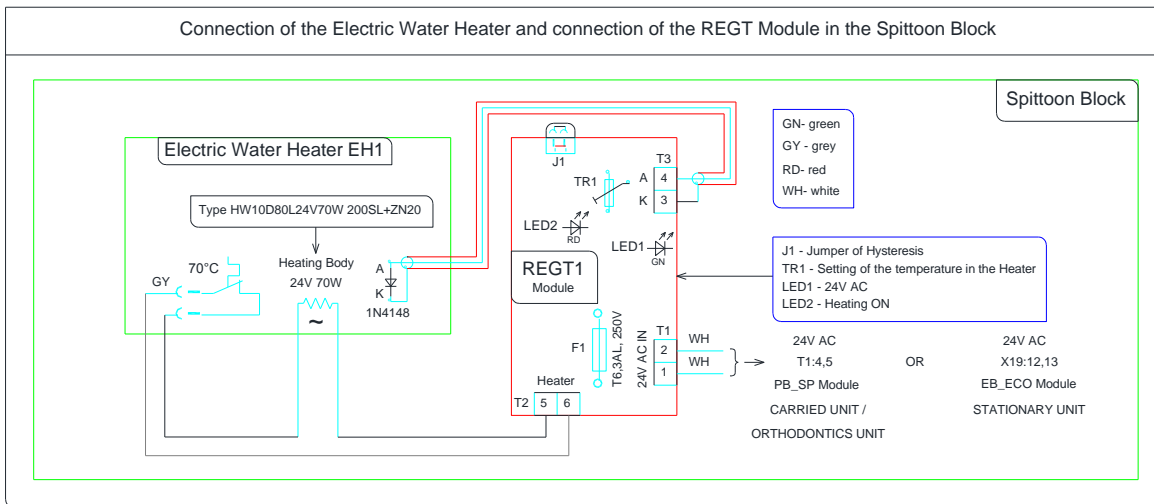 Connection of the Electric Water Heater and connection of the REGT Module in the Spittoon Block
Spittoon Block
Electric Water Heater EH1
Type HW10D80L24V70W 200SL+ZN20
Heating Body
24V 70W
~
70°C
GY
A
K
1N4148
J1
TR1
T3
A 4
K 3
LED2
RD
LED1
GN
REGT1
Module
F1
T6,3AL, 250V
24V AC IN
T1
2 WH
1 WH
Heater
T2 5 6
GN- green
GY - grey
RD- red
WH- white
J1 - Jumper of Hysteresis
TR1 - Setting of the temperature in the Heater
LED1 - 24V AC
LED2 - Heating ON
24V AC
T1:4,5
PB_SP Module
CARRIED UNIT /
ORTHODONTICS UNIT
OR
24V AC
X19:12,13
EB_ECO Module
STATIONARY UNIT